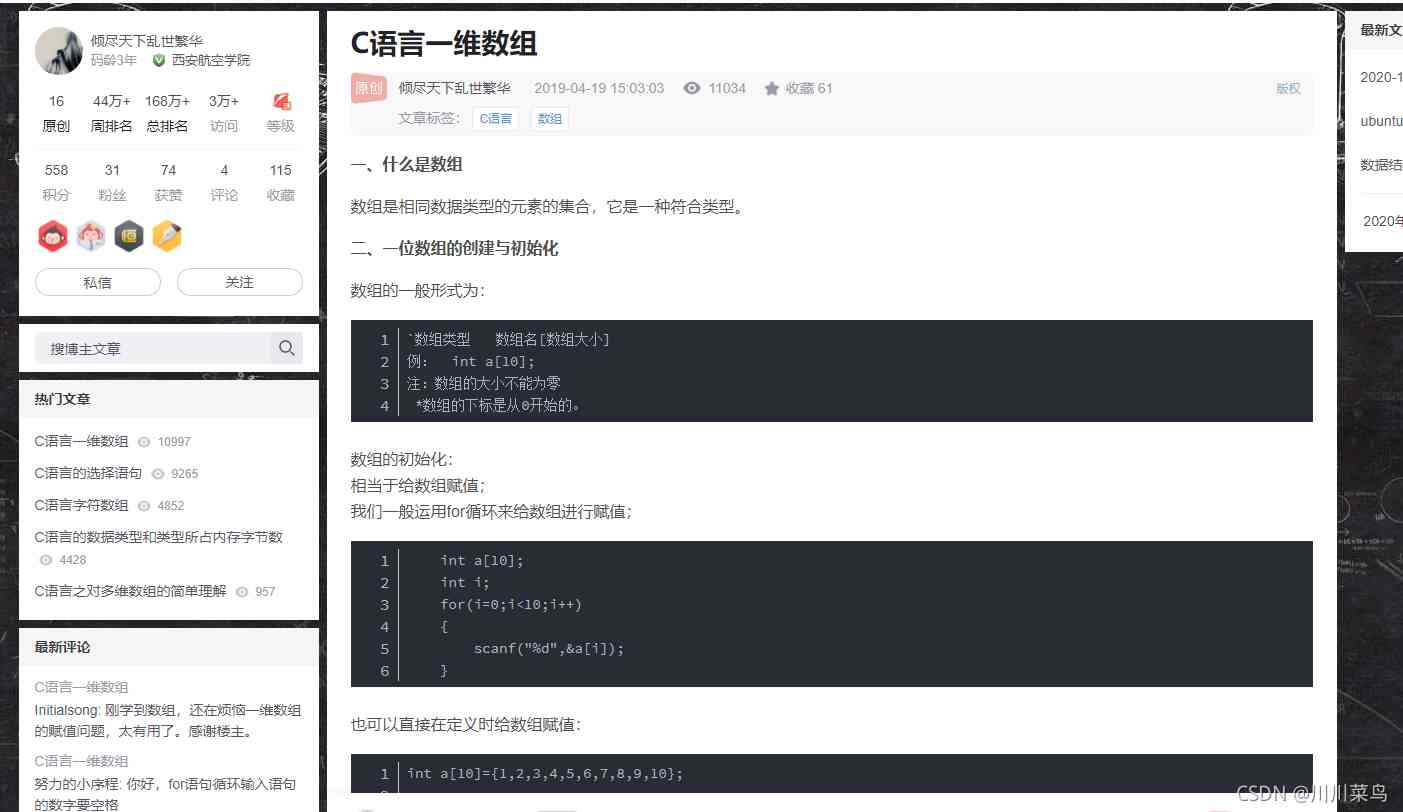 倾尽天下乱世繁华
码龄3年 西安航空学院
16 44万+ 168万+ 3万+
原创 周排名 总排名 访问 等级
558 31 74 4 115
积分 粉丝 获赞 评论 收藏
私信 关注
搜博主文章
热门文章
C语言一维数组 10997
C语言的选择语句 9265
C语言字符数组 4852
C语言的数据类型和类型所占内存字节数
4428
C语言之对多维数组的简单理解 957
最新评论
C语言一维数组
Initialsong: 刚学到数组，还在烦恼一维数组
的赋值问题，太有用了。感谢楼主。
C语言一维数组
努力的小序程: 你好，for语句循环输入语句
的数字要空格
C语言一维数组
原创 倾尽天下乱世繁华 2019-04-19 15:03:03 11034 收藏 61 版权
文章标签： C语言 数组
一、什么是数组
数组是相同数据类型的元素的集合，它是一种符合类型。
二、一位数组的创建与初始化
数组的一般形式为：
1 `数组类型 数组名[数组大小]
2 例： int a[10];
3 注：数组的大小不能为零
4 *数组的下标是从0开始的。
数组的初始化：
相当于给数组赋值；
我们一般运用for循环来给数组进行赋值；
1 int a[10];
2 int i;
3 for(i=0;i<10;i++)
4 {
5 scanf("%d",&a[i]);
6 }
也可以直接在定义时给数组赋值：
1 int a[10]={1,2,3,4,5,6,7,8,9,10};
最新文
2020-1
ubuntu
数据结
2020年
CSDN @川川菜鸟